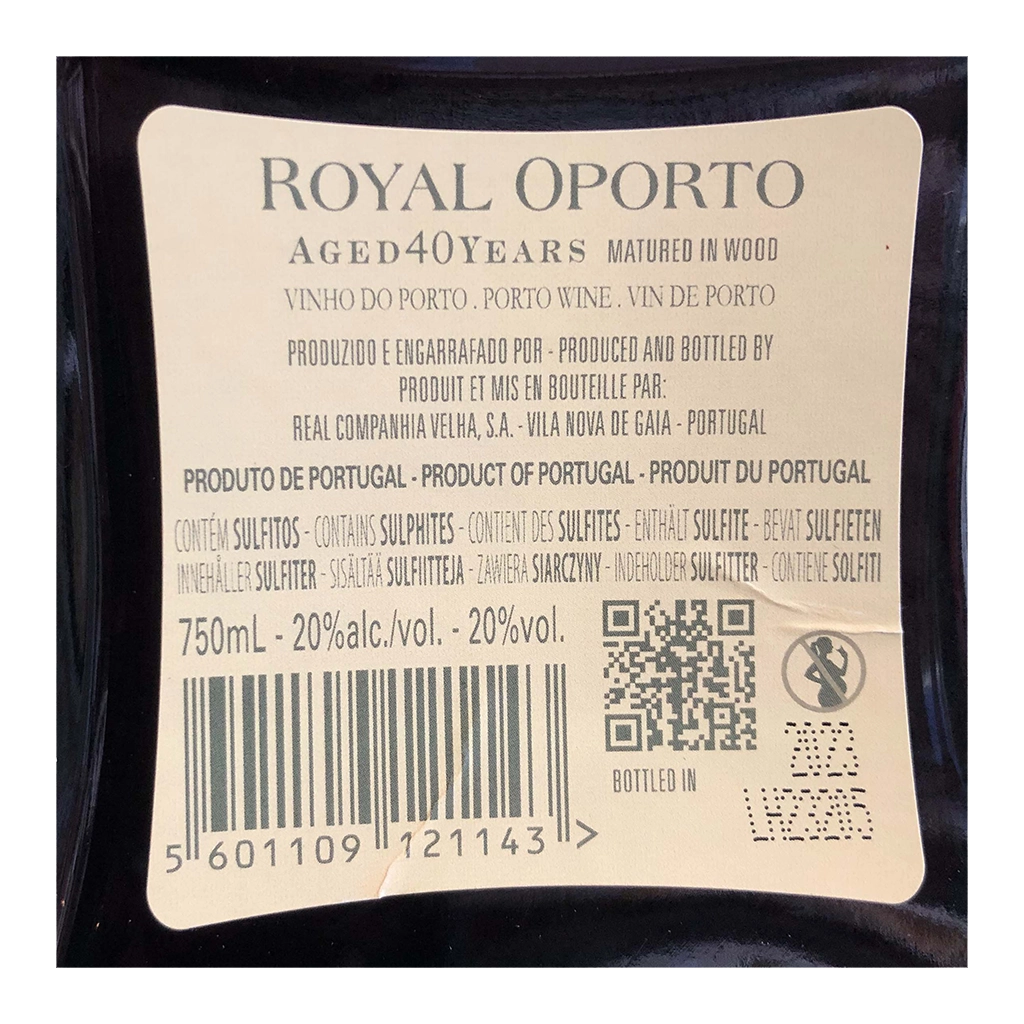 ROYAL OPORTO
AGED 40 YEARS MATURED IN WOOD
VINHO DO PORTO . PORTO WINE . VIN DE PORTO
PRODUZIDO E ENGARRAFADO POR - PRODUCED AND BOTTLED BY
PRODUIT ET MIS EN BOUTEILLE PAR:
REAL COMPANHIA VELHA, S.A. - VILA NOVA DE GAIA - PORTUGAL
PRODUTO DE PORTUGAL - PRODUCT OF PORTUGAL - PRODUIT DU PORTUGAL
CONTÉM SULFITOS - CONTAINS SULPHITES - CONTIENT DES SULFITES - ENTHÄLT SULFITE - BEVAT SULFIETEN
INNEHÅLLER SULFITER - SISÄLTÄÄ SULFIITTEJA - ZAWIERA SIARCZYNY - INDEHOLDER SULFITTER - CONTIENE SOLFITI
750mL - 20%alc./vol. - 20%vol.
BOTTLED IN 2023
LH23205
5 601109 121143 >